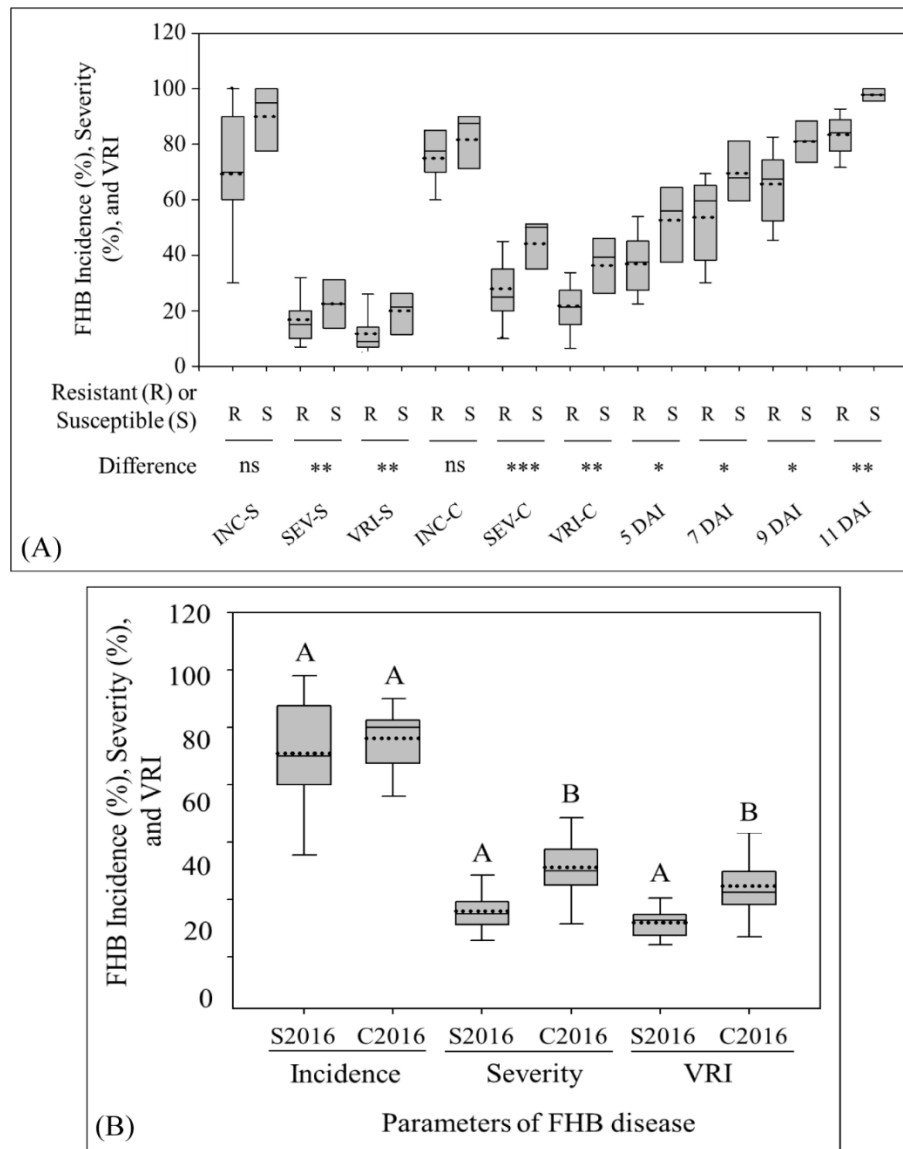 120
100
80
60
40
20
0
FHB Incidence (%), Severity
(%), and VRI
Resistant (R) or
Susceptible (S)
R S R S R S R S R S R S R S R S R S R S
Difference
ns ** ** ns *** ** * * * **
INC-S SEV-S VRI-S INC-C SEV-C VRI-C 5 DAI 7 DAI 9 DAI 11 DAI
(A)
120
100
80
60
40
20
0
FHB Incidence (%), Severity (%),
and VRI
A A A B A B
S2016 C2016 S2016 C2016 S2016 C2016
Incidence Severity VRI
Parameters of FHB disease
(B)